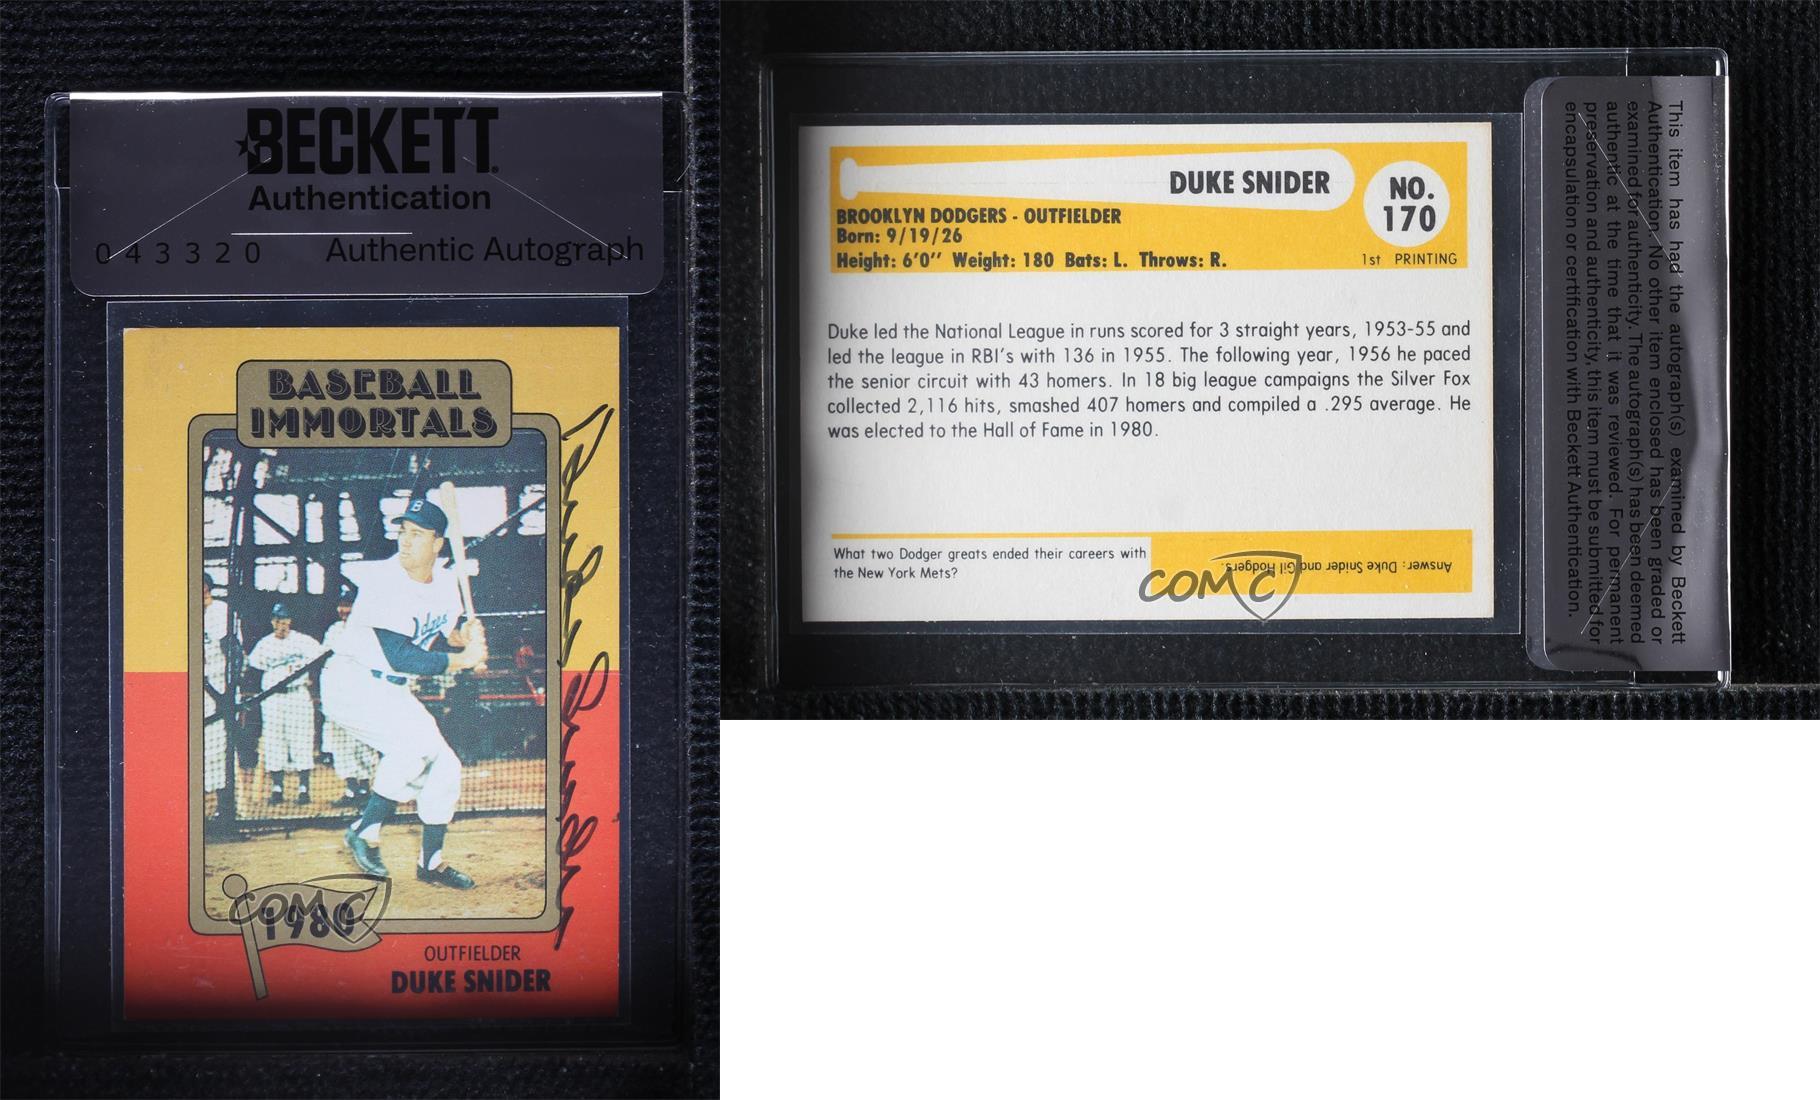 BECKETT
Authentication
043320 Authentic Autograph
BASEBALL
IMMORTALS
Duke Snider
COMC
1980
OUTFIELDER
DUKE SNIDER
DUKE SNIDER
NO.
170
BROOKLYN DODGERS - OUTFIELDER
Born: 9/19/26
Height: 6'0" Weight: 180 Bats: L. Throws: R.
1st PRINTING
Duke led the National League in runs scored for 3 straight years, 1953-55 and
led the league in RBI's with 136 in 1955. The following year, 1956 he paced
the senior circuit with 43 homers. In 18 big league campaigns the Silver Fox
collected 2,116 hits, smashed 407 homers and compiled a .295 average. He
was elected to the Hall of Fame in 1980.
What two Dodger greats ended their careers with
the New York Mets?
Answer: Duke Snider and Gil Hodgers.
COMC
This item has had the autograph(s) examined by Beckett
Authentication. No other item enclosed has been graded or
examined for authenticity. The autograph(s) has been deemed
authentic at the time that it was reviewed. For permanent
preservation and authenticity, this item must be submitted for
encapsulation or certification with Beckett Authentication.